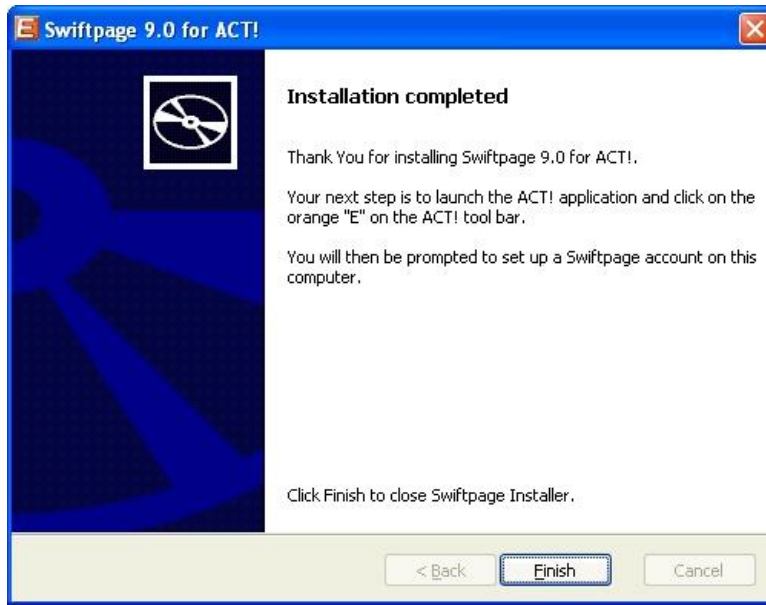 Swiftpage 9.0 for ACT!
Installation completed
Thank You for installing Swiftpage 9.0 for ACT!.
Your next step is to launch the ACT! application and click on the
orange "E" on the ACT! tool bar.
You will then be prompted to set up a Swiftpage account on this
computer.
Click Finish to close Swiftpage Installer.
< Back
Finish
Cancel